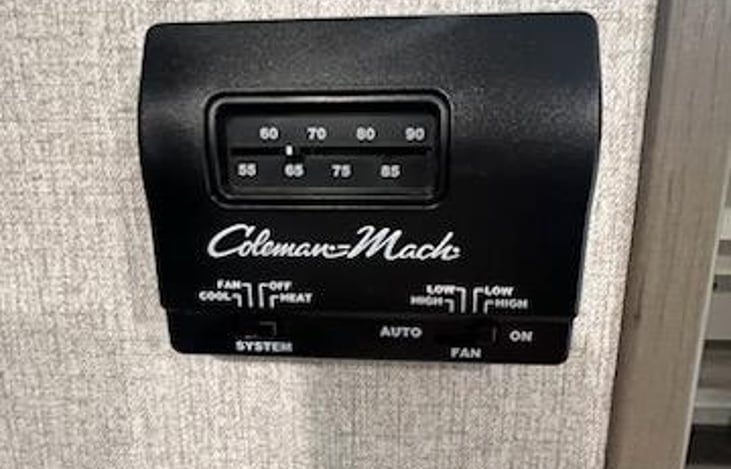 60 70 80 90
55 65 75 85
Coleman-Mach
FAN OFF
COOL HEAT
LOW LOW
HIGH HIGH
AUTO ON
SYSTEM FAN